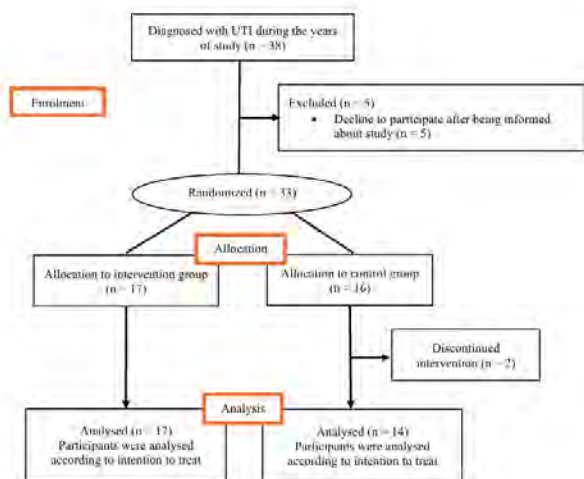 Diagnosed with UTI during the years
of study (n = 38)
Enrolment
Excluded (n = 5)
• Decline to participate after being informed
about study (n = 5)
Randomized (n = 33)
Allocation
Allocation to intervention group
(n = 17)
Allocation to control group
(n = 16)
Discontinued
intervention (n = 2)
Analysis
Analysed (n = 17)
Participants were analysed
according to intention to treat
Analysed (n = 14)
Participants were analysed
according to intention to treat